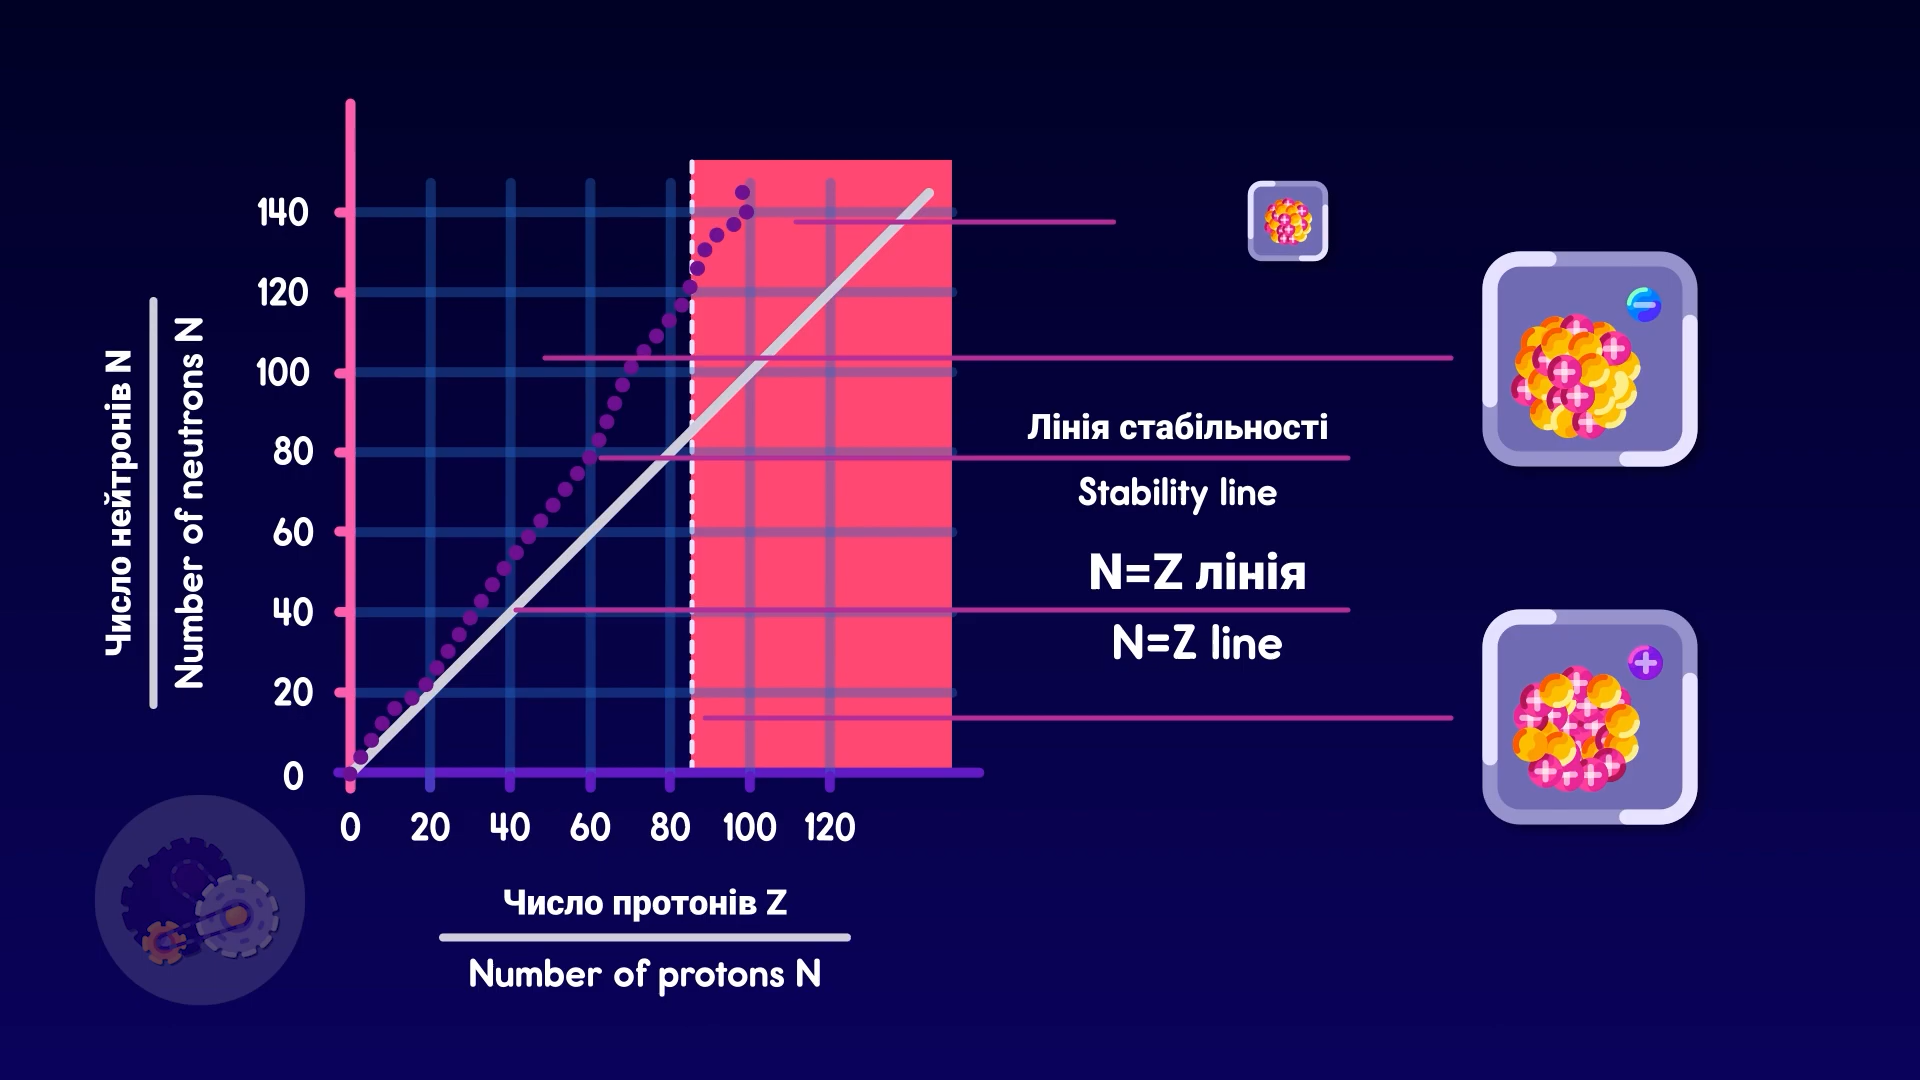 Число нейтронів N
Number of neutrons N
140
120
100
80
60
40
20
0
0 20 40 60 80 100 120
Число протонів Z
Number of protons N
Лінія стабільності
Stability line
N=Z лінія
N=Z line